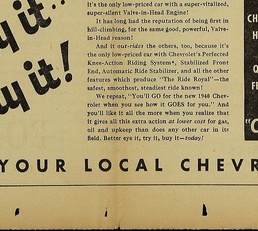 y it..
uy it!
It's the only low-priced car with a super-vitalized,
super-silent Valve-in-Head Engine!
It has long had the reputation of being first in
hill-climbing, for the same good, powerful, Valve-
in-Head reason!
And it out-rides the others, too, because it's
the only low-priced car with Chevrolet's Perfected
Knee-Action Riding System*, Stabilized Front
End, Automatic Ride Stabilizer, and all the other
features which produce "The Ride Royal"—the
safest, smoothest, steadiest ride known!
We repeat, "You'll GO for the new 1940 Chev-
rolet when you see how it GOES for you." And
you'll like it all the more when you realize that
it gives all this extra action at lower cost for gas,
oil and upkeep than does any other car in its
field. Better eye it, try it, buy it—today!
CH
H
Q
FE
"C
YOUR LOCAL CHEVR